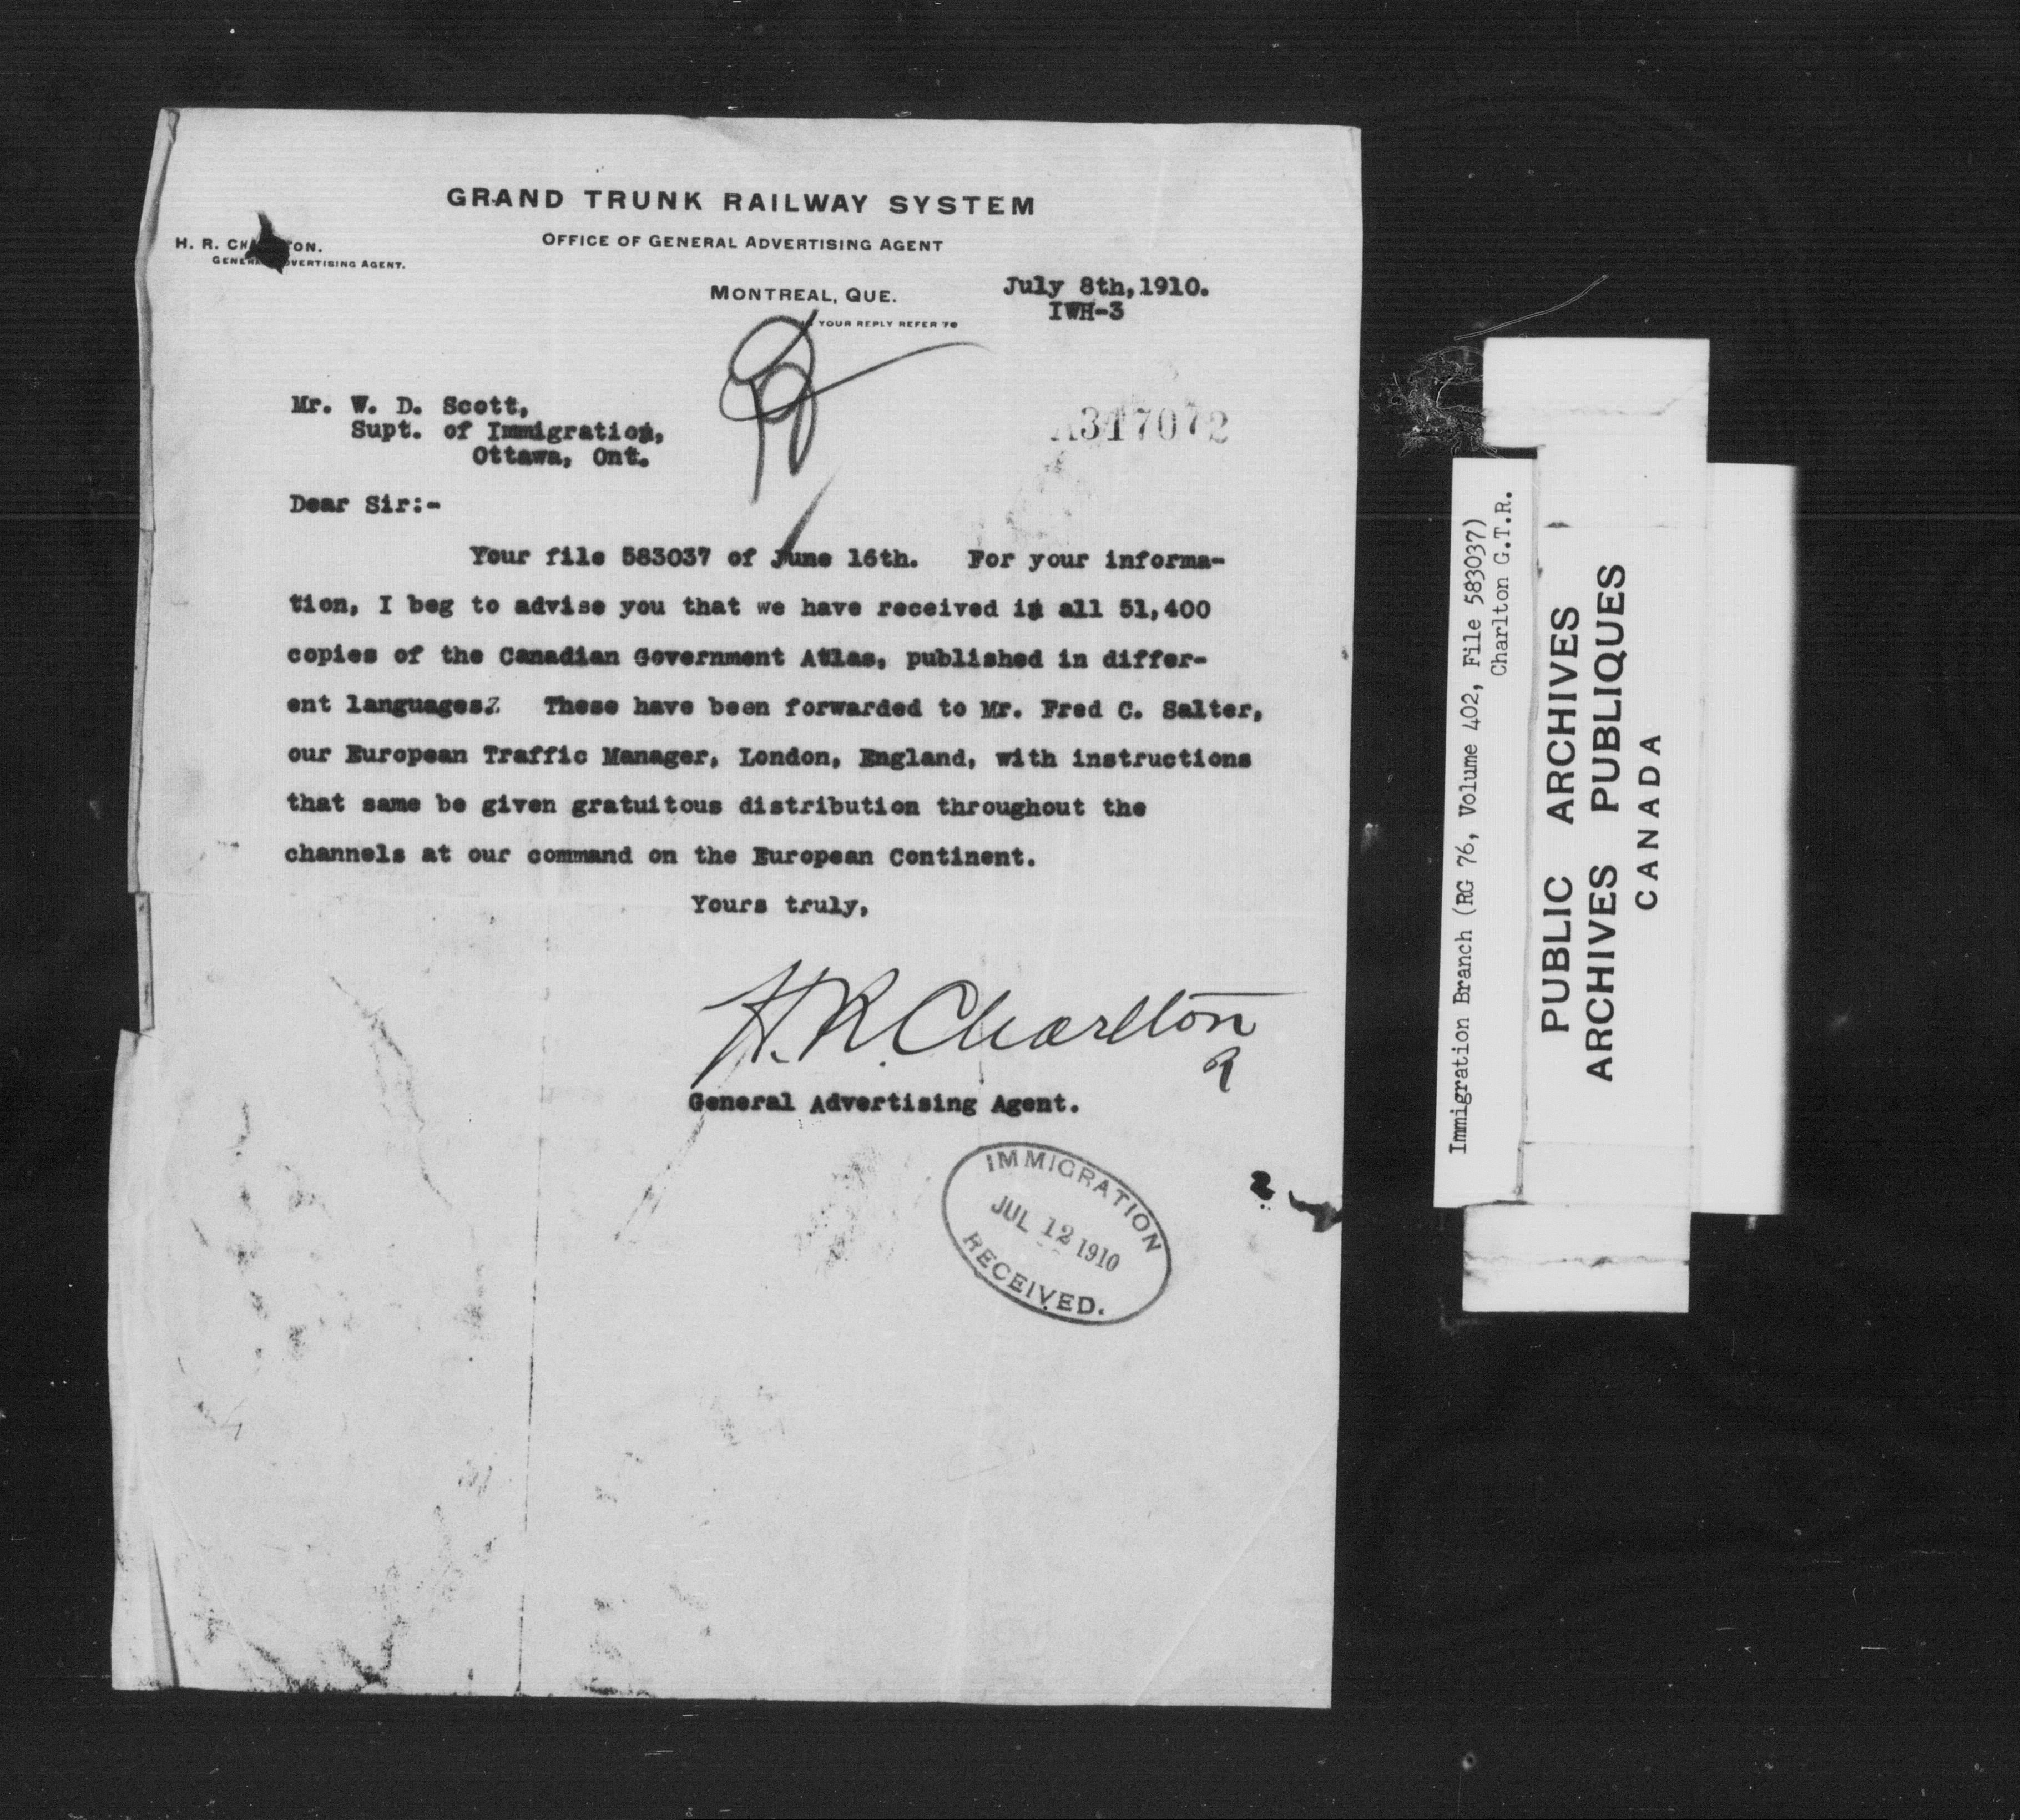 GRAND TRUNK RAILWAY SYSTEM
OFFICE OF GENERAL ADVERTISING AGENT
H. R. CHA TON.
GENERA DVERTISING AGENT.
MONTREAL, QUE.
July 8th, 1910.
IWH-3
YOUR REPLY REFER TO
Mr. W. D. Scott,
Supt. of Immigration,
Ottawa, Ont.
A317072
Dear Sir:-
Your file 583037 of June 16th. For your informa-
tion, I beg to advise you that we have received in all 51,400
copies of the Canadian Government Atlas, published in differ-
ent languages. These have been forwarded to Mr. Fred C. Salter,
our European Traffic Manager, London, England, with instructions
that same be given gratuitous distribution throughout the
channels at our command on the European Continent.
Yours truly,
H. R. Charlton
R
General Advertising Agent.
IMMIGRATION
JUL 12 1910
RECEIVED.
Immigration Branch (RG 76, Volume 402, File 583037)
Charlton G.T.R.
PUBLIC ARCHIVES
ARCHIVES PUBLIQUES
CANADA